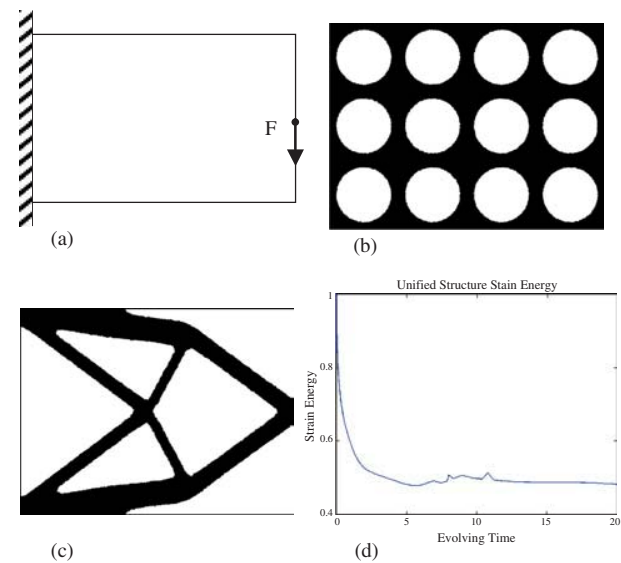 F
(a)
(b)
(c)
Unified Structure Stain Energy
1
0.8
0.6
0.4
Strain Energy
0
5
10
15
20
Evolving Time
(d)